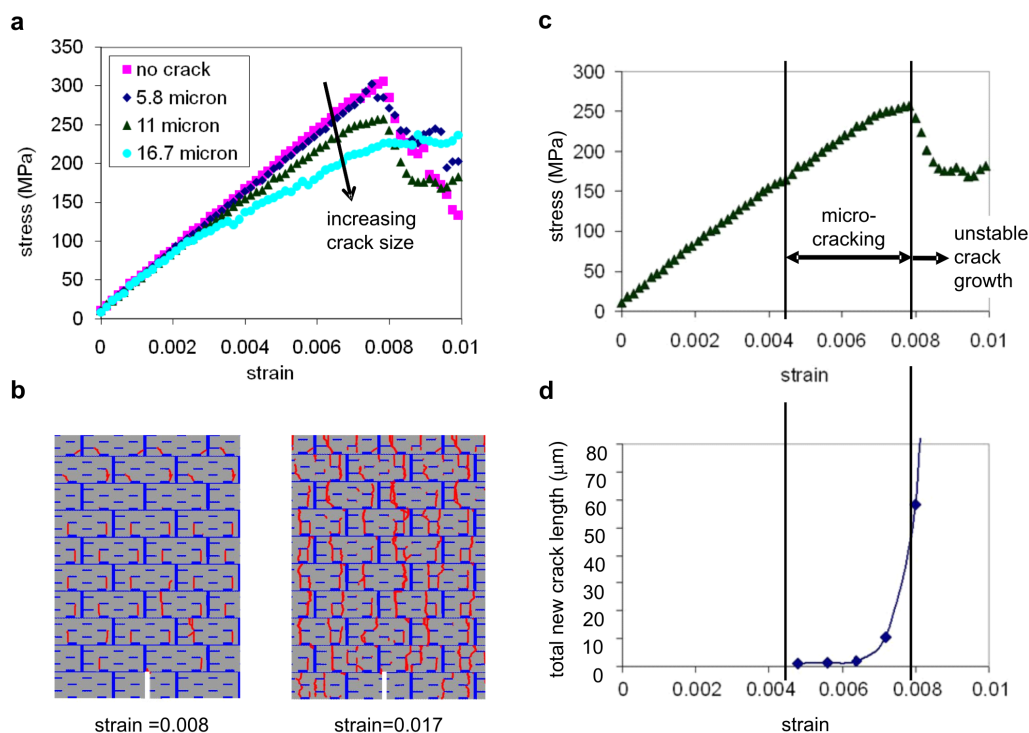 a
350
300
250
200
150
100
50
0
stress (MPa)
no crack
5.8 micron
11 micron
16.7 micron
increasing
crack size
0 0.002 0.004 0.006 0.008 0.01
strain
b
strain =0.008
strain=0.017
c
300
250
200
150
100
50
0
stress (MPa)
micro-
cracking
unstable
crack
growth
0 0.002 0.004 0.006 0.008 0.01
strain
d
80
70
60
50
40
30
20
10
0
total new crack length (μm)
0 0.002 0.004 0.006 0.008 0.01
strain